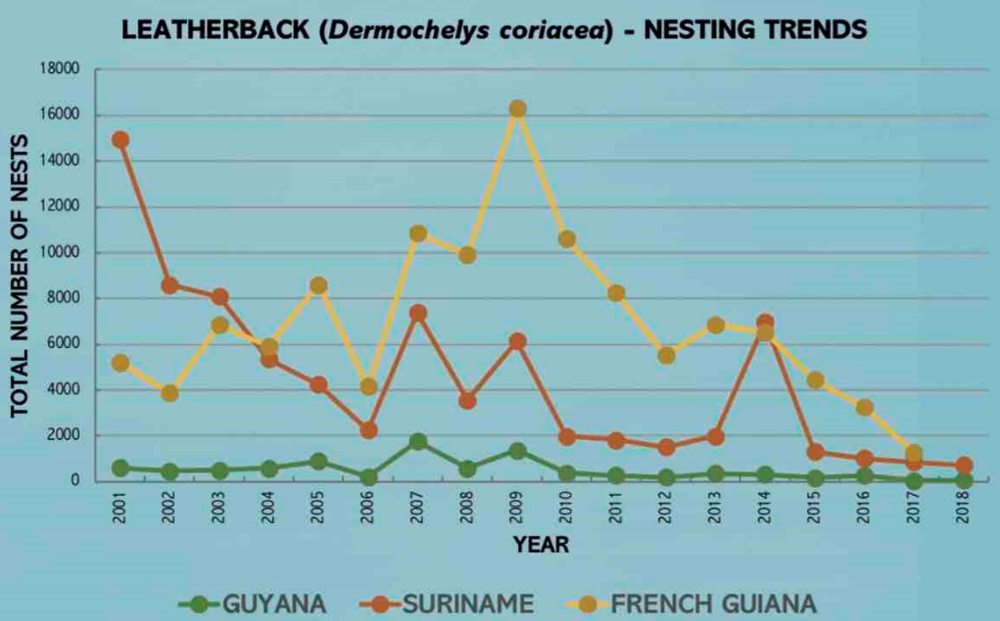 LEATHERBACK (Dermochelys coriacea) - NESTING TRENDS
TOTAL NUMBER OF NESTS
18000
16000
14000
12000
10000
8000
6000
4000
2000
0
2001 2002 2003 2004 2005 2006 2007 2008 2009 2010 2011 2012 2013 2014 2015 2016 2017 2018
YEAR
GUYANA SURINAME FRENCH GUIANA